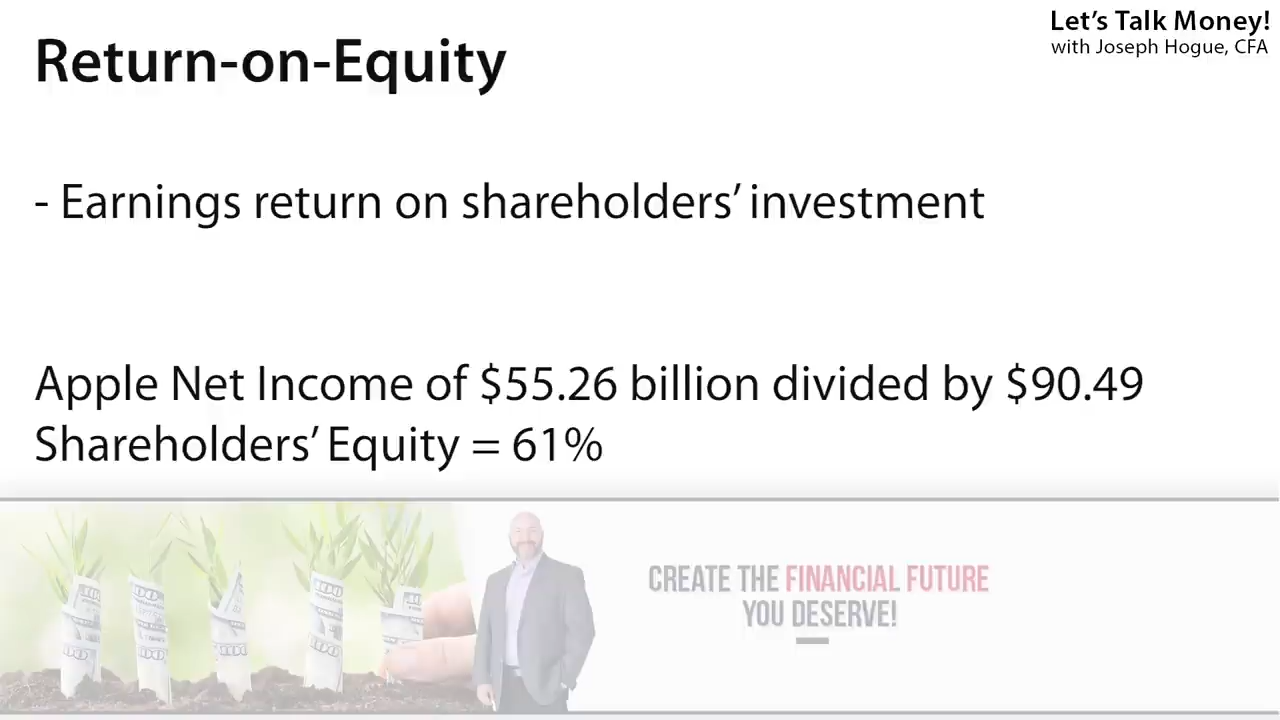 Let's Talk Money!
with Joseph Hogue, CFA
Return-on-Equity
- Earnings return on shareholders' investment
Apple Net Income of $55.26 billion divided by $90.49
Shareholders' Equity = 61%
CREATE THE FINANCIAL FUTURE
YOU DESERVE!